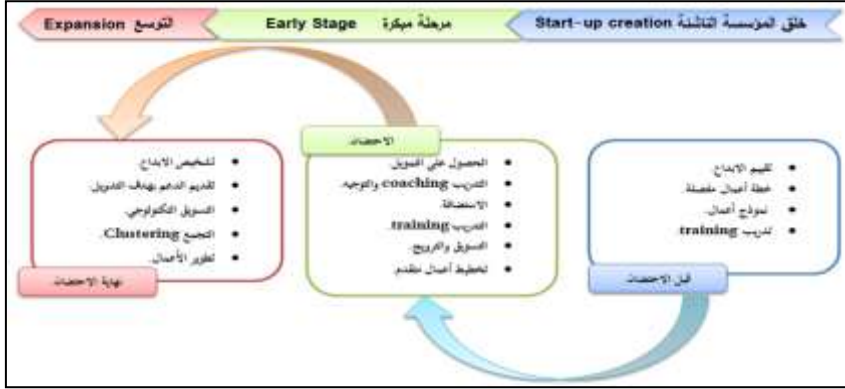 خلق المؤسسة الناشئة Start-up creation
مرحلة مبكرة Early Stage
التوسع Expansion
تقييم الابداع.
خطة أعمال مفصلة.
نموذج أعمال.
تدريب training
قبل الاحتضان
الاحتضان
الحصول على التمويل.
التدريب coaching والتوجيه.
الاستضافة.
التدريب training.
التسويق والترويج.
تخطيط أعمال متقدم.
تشخيص الابداع.
تقديم الدعم بهدف التمويل.
التسويق التكنولوجي.
التجمع Clustering.
تطوير الأعمال.
نهاية الاحتضان